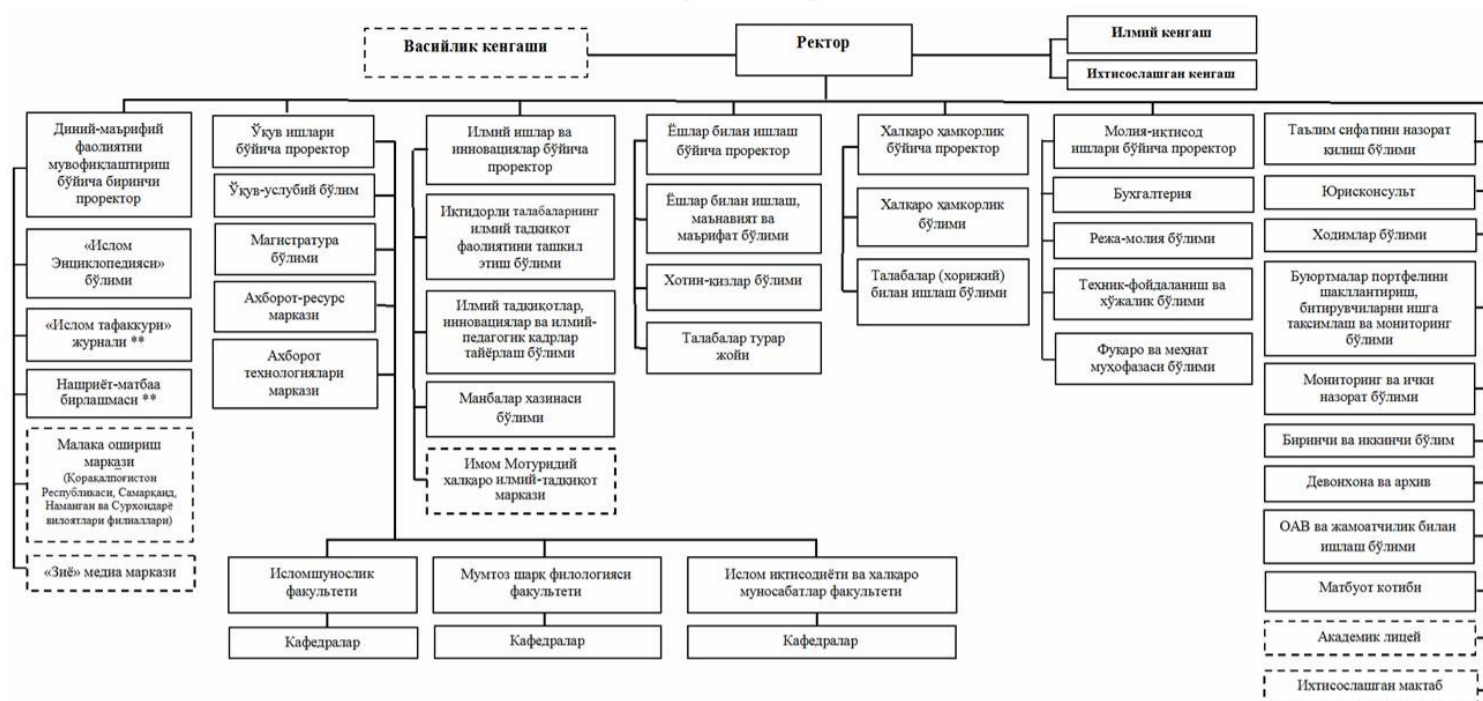 Васийлик кенгаши
Ректор
Илмий кенгаш
Ихтисослашган кенгаш
Диний-маърифий
фаолиятни
мувофиқлаштириш
бўйича биринчи
проректор
«Ислом
Энциклопедияси»
бўлими
«Ислом тафаккури»
журнали **
Нашриёт-матбаа
бирлашмаси **
Малака ошириш
маркази
(Қорақалпоғистон
Республикаси, Самарқанд,
Наманган ва Сурхондарё
вилоятлари филиаллари)
«Зиё» медиа маркази
Ўқув ишлари
бўйича проректор
Ўқув-услубий бўлим
Магистратура
бўлими
Ахборот-ресурс
маркази
Ахборот
технологиялари
маркази
Илмий ишлар ва
инновациялар бўйича
проректор
Иқтидорли талабаларнинг
илмий тадқиқот
фаолиятини ташкил
этиш бўлими
Илмий тадқиқотлар,
инновациялар ва илмий-
педагогик кадрлар
тайёрлаш бўлими
Манбалар хазинаси
бўлими
Имом Мотуридий
халқаро илмий-тадқиқот
маркази
Ёшлар билан ишлаш
бўйича проректор
Ёшлар билан ишлаш,
маънавият ва
маърифат бўлими
Хотин-қизлар бўлими
Талабалар турар
жойи
Халқаро ҳамкорлик
бўйича проректор
Халқаро ҳамкорлик
бўлими
Талабалар (хорижий)
билан ишлаш бўлими
Молия-иқтисод
ишлари бўйича проректор
Бухгалтерия
Режа-молия бўлими
Техник-фойдаланиш ва
хўжалик бўлими
Фуқаро ва меҳнат
муҳофазаси бўлими
Таълим сифатини назорат
қилиш бўлими
Юрисконсульт
Ходимлар бўлими
Буюртмалар портфелини
шакллантириш,
битирувчиларни ишга
тақсимлаш ва мониторинг
бўлими
Мониторинг ва ички
назорат бўлими
Биринчи ва иккинчи бўлим
Девонхона ва архив
ОАВ ва жамоатчилик билан
ишлаш бўлими
Матбуот котиби
Академик лицей
Ихтисослашган мактаб
Исломшунослик
факультети
Кафедралар
Мумтоз шарқ филологияси
факультети
Кафедралар
Ислом иқтисодиёти ва халқаро
муносабатлар факультети
Кафедралар